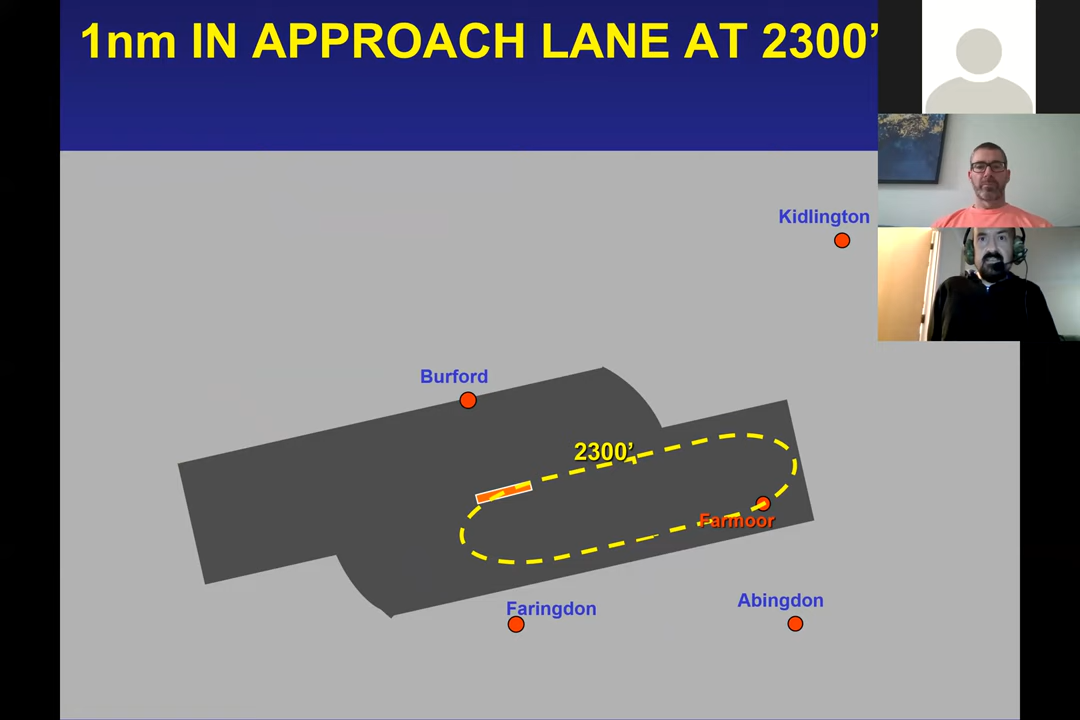 1nm IN APPROACH LANE AT 2300’
Kidlington
Burford
2300’
Farmoor
Faringdon
Abingdon